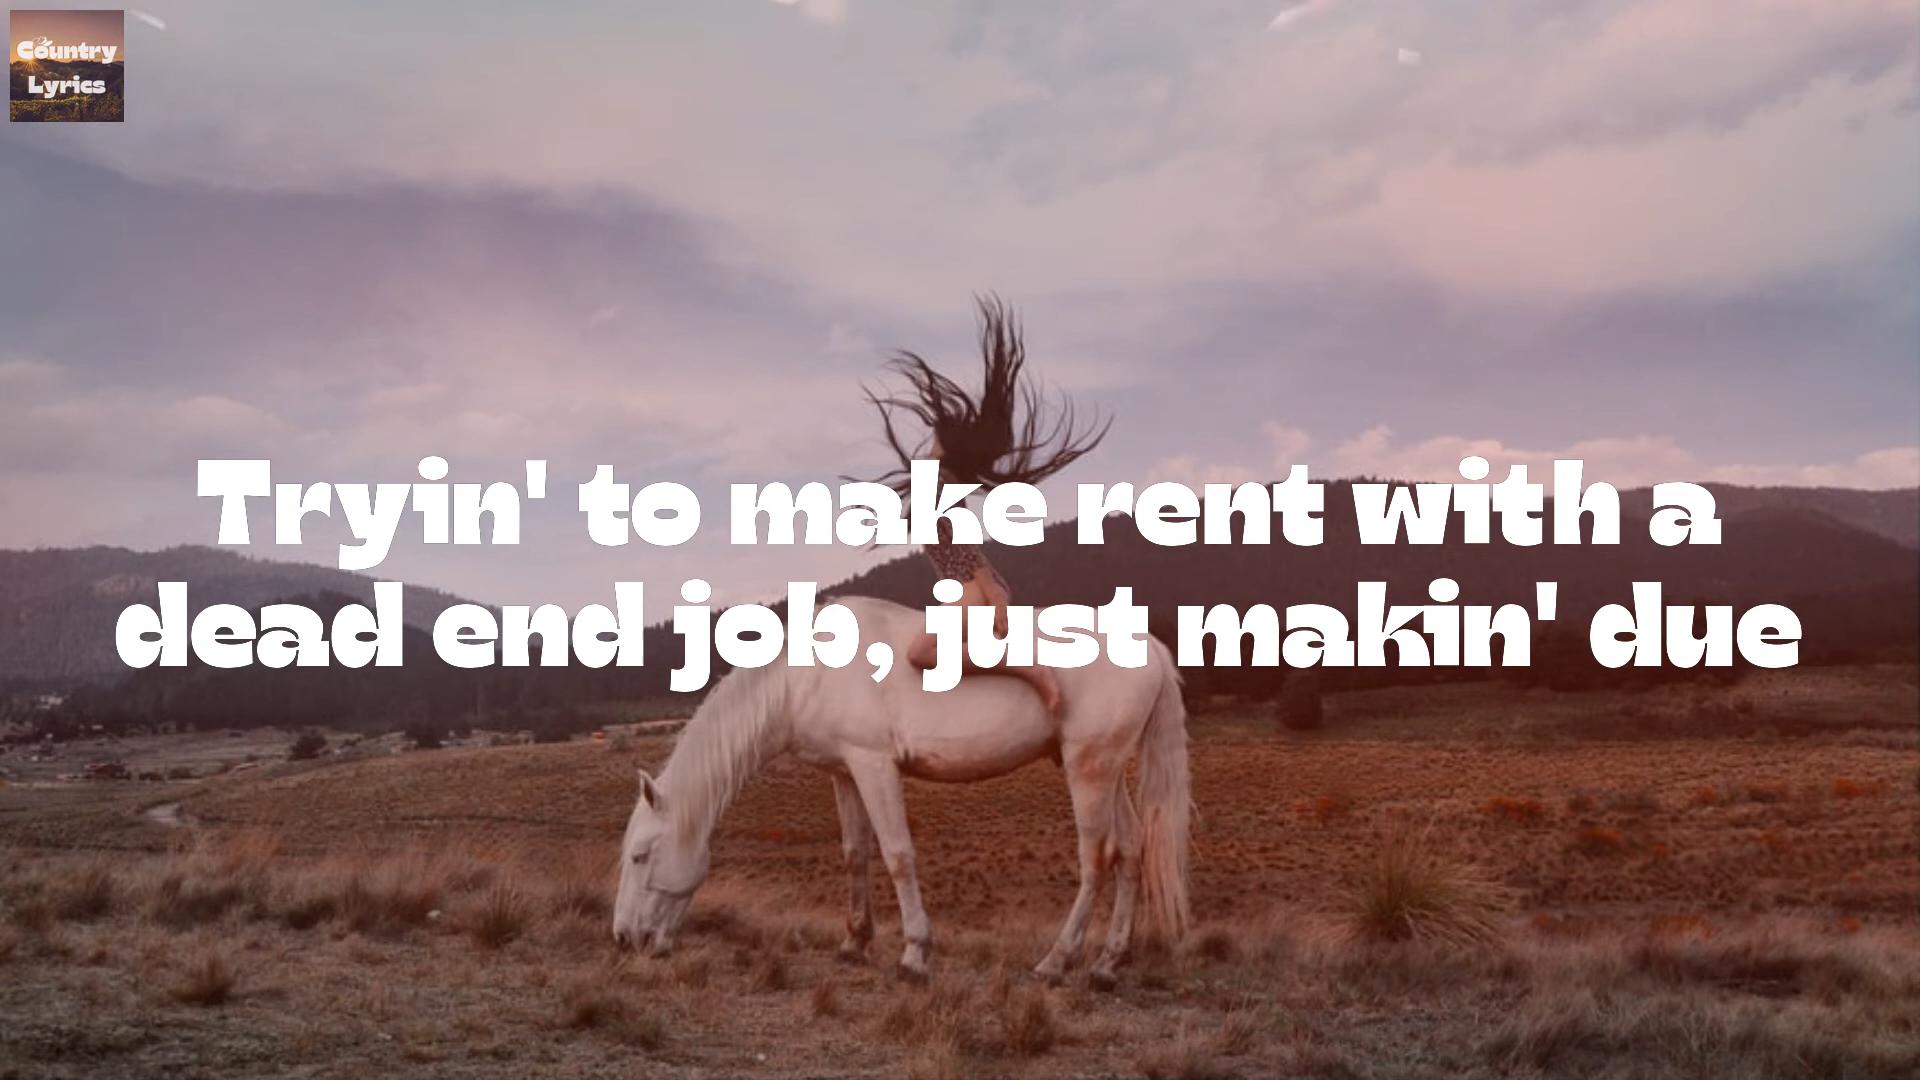 Country
Lyrics
Tryin' to make rent with a
dead end job, just makin' due